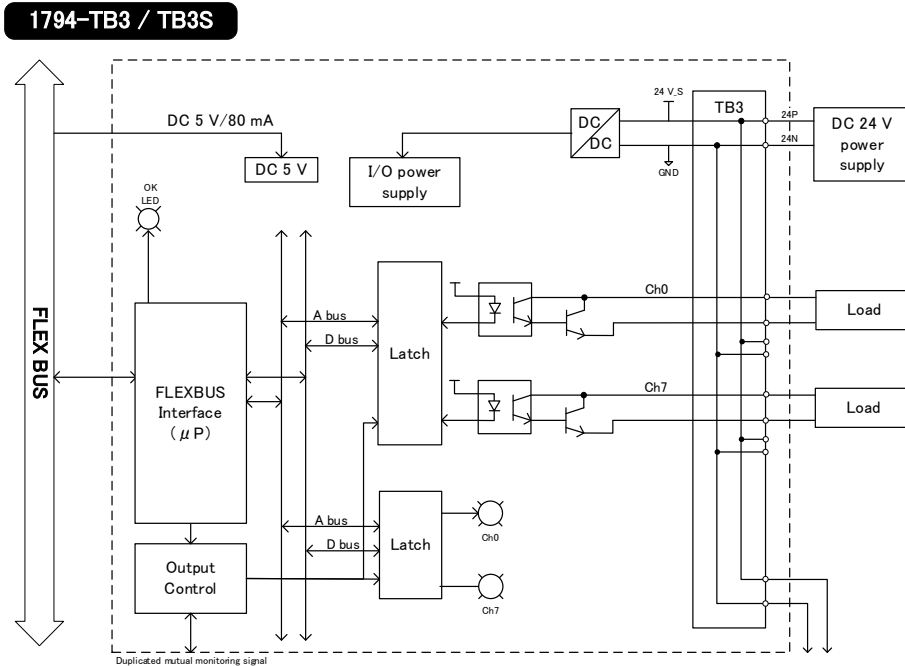 1794-TB3 / TB3S
DC 5 V/80 mA
DC 5 V
OK
LED
I/O power
supply
DC
DC
24 V_S
GND
TB3
24P
24N
DC 24 V
power
supply
FLEX BUS
FLEXBUS
Interface
(μP)
A bus
D bus
Latch
Ch0
Load
Ch7
Load
A bus
D bus
Latch
Ch0
Ch7
Output
Control
Duplicated mutual monitoring signal